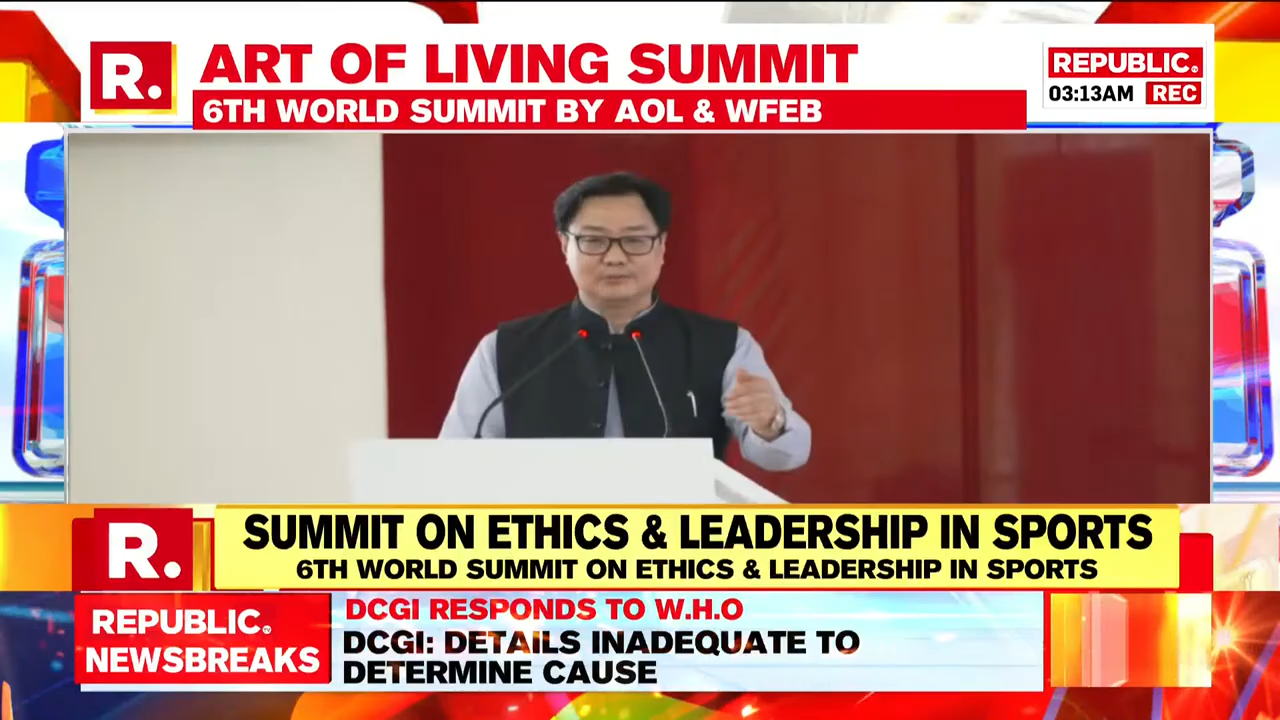 R.
ART OF LIVING SUMMIT
6TH WORLD SUMMIT BY AOL & WFEB
REPUBLIC.
03:13AM REC
R.
SUMMIT ON ETHICS & LEADERSHIP IN SPORTS
6TH WORLD SUMMIT ON ETHICS & LEADERSHIP IN SPORTS
REPUBLIC
NEWSBREAKS
DCGI RESPONDS TO W.H.O
DCGI: DETAILS INADEQUATE TO
DETERMINE CAUSE